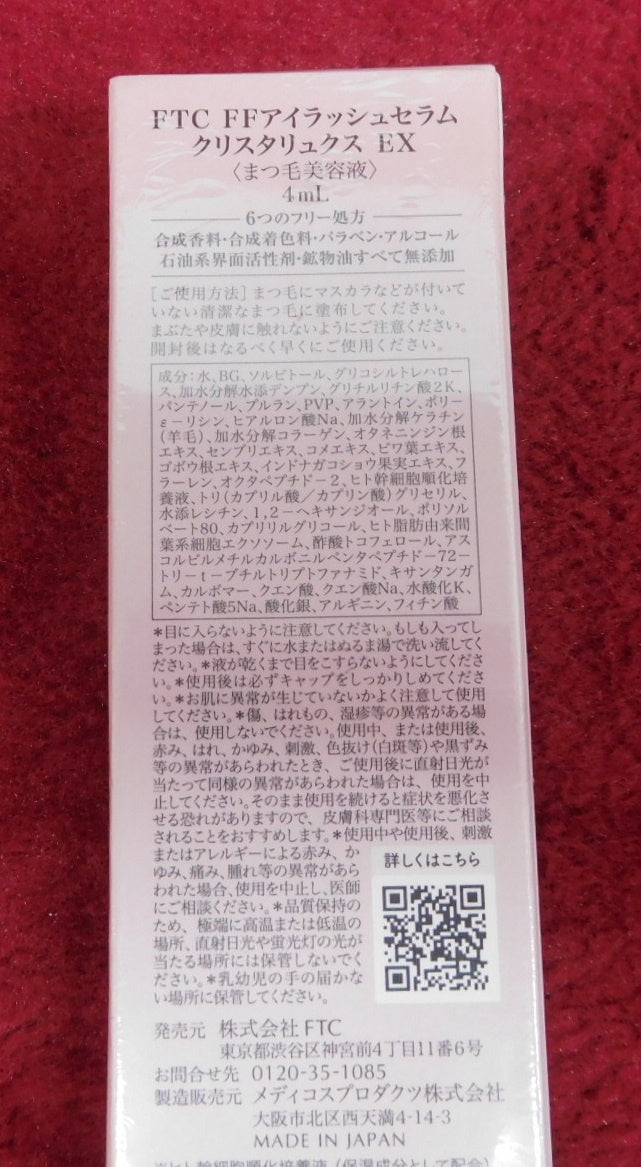 FTC FFアイラッシュセラム
クリスタリュクス EX
〈まつ毛美容液〉
4mL
6つのフリー処方
合成香料・合成着色料・パラベン・アルコール
石油系界面活性剤・鉱物油すべて無添加
[ご使用方法] まつ毛にマスカラなどが付いて
いない清潔なまつ毛に塗布してください。
まぶたや皮膚に触れないようにご注意ください。
開封後はなるべく早くにご使用ください。
成分：水、BG、ソルビトール、グリコシルトレハロー
ス、加水分解水添デンプン、グリチルリチン酸2K、
パンテノール、プルラン、PVP、アラントイン、ポリ－
ε－リシン、ヒアルロン酸Na、加水分解ケラチン
（羊毛）、加水分解コラーゲン、オタネニンジン根
エキス、センブリエキス、コメエキス、ビワ葉エキス、
ゴボウ根エキス、インドナガコショウ果実エキス、フ
ラーレン、オクタペプチド－2、ヒト幹細胞順化培
養液、トリ（カプリル酸／カプリン酸）グリセリル、
水添レシチン、1,2－ヘキサンジオール、ポリソル
ベート80、カプリリルグリコール、ヒト脂肪由来間
葉系細胞エクソソーム、酢酸トコフェロール、アス
コルビルメチルカルボニルペンタペプチド－72－
トリ－t－ブチルトリプトファナミド、キサンタンガ
ム、カルボマー、クエン酸、クエン酸Na、水酸化K、
ペンテト酸5Na、酸化銀、アルギニン、フィチン酸
＊目に入らないように注意してください。もしも入ってし
まった場合は、すぐに水またはぬるま湯で洗い流してく
ださい。＊液が乾くまで目をこすらないようにしてくださ
い。＊使用後は必ずキャップをしっかりしめてくださ
い。＊お肌に異常が生じていないかよく注意して使用
してください。＊傷、はれもの、湿疹等の異常がある場
合は、使用しないでください。使用中、または使用後、
赤み、はれ、かゆみ、刺激、色抜け（白斑等）や黒ずみ
等の異常があらわれたとき、ご使用後に直射日光が
当たって同様の異常があらわれた場合は、使用を中
止してください。そのまま使用を続けると症状を悪化さ
せる恐れがありますので、皮膚科専門医等にご相談
されることをおすすめします。＊使用中や使用後、刺激
またはアレルギーによる赤み、か
ゆみ、痛み、腫れ等の異常があら
われた場合、使用を中止し、医師
にご相談ください。＊品質保持の
ため、極端に高温または低温の
場所、直射日光や蛍光灯の光が
当たる場所には保管しないでく
ださい。＊乳幼児の手の届かな
い場所に保管してください。
詳しくはこちら
発売元 株式会社FTC
東京都渋谷区神宮前4丁目11番6号
お問合せ先 0120-35-1085
製造販売元 メディコスプロダクツ株式会社
大阪市北区西天満4-14-3
MADE IN JAPAN
※ヒト幹細胞順化培養液（保湿成分として配合）